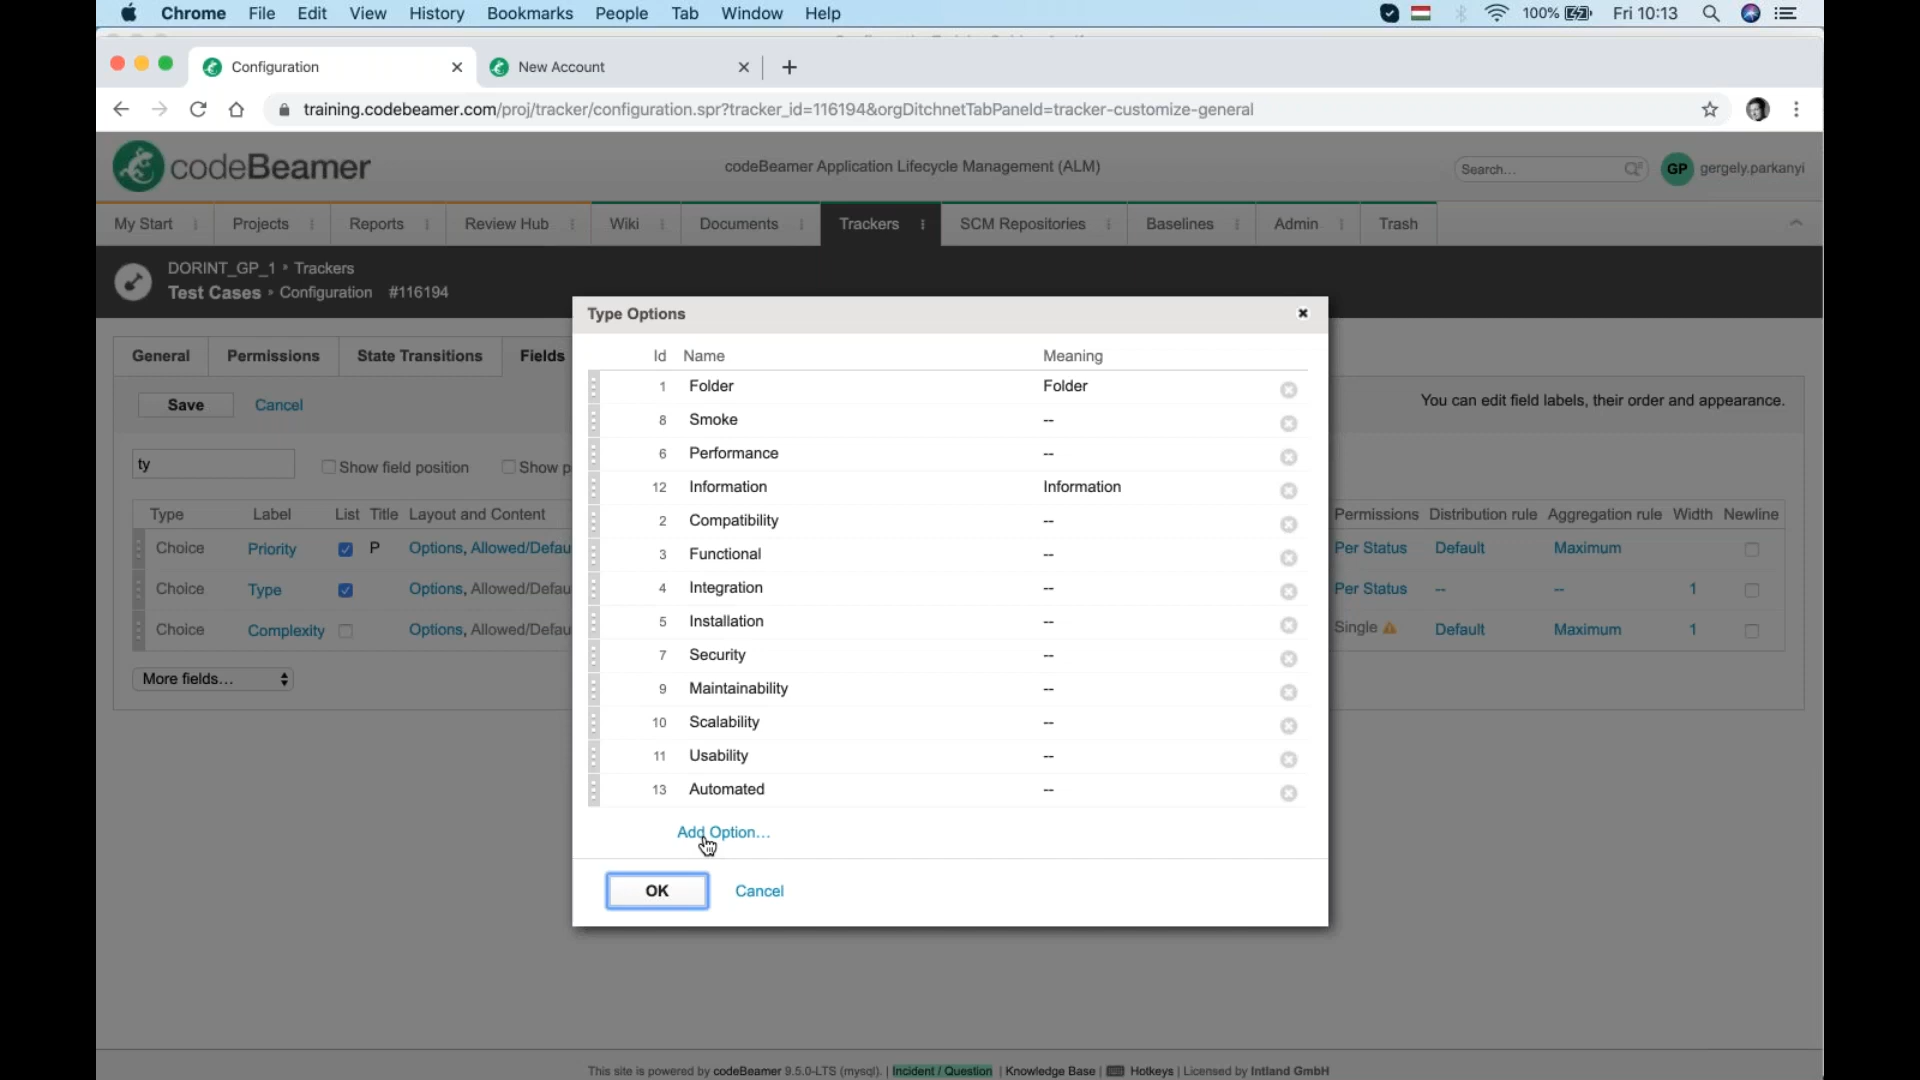 Chrome File Edit View History Bookmarks People Tab Window Help 100% Fri 10:13
Configuration New Account
training.codebeamer.com/proj/tracker/configuration.spr?tracker_id=116194&orgDitchnetTabPaneId=tracker-customize-general
codeBeamer codeBeamer Application Lifecycle Management (ALM) Search... GP gergely.parkanyi
My Start Projects Reports Review Hub Wiki Documents Trackers SCM Repositories Baselines Admin Trash
DORINT_GP_1 Trackers
Test Cases Configuration #116194
Type Options
General Permissions State Transitions Fields
Id Name Meaning
1 Folder Folder
Save Cancel You can edit field labels, their order and appearance.
8 Smoke --
6 Performance --
ty Show field position Show p
12 Information Information
Type Label List Title Layout and Content Permissions Distribution rule Aggregation rule Width Newline
2 Compatibility --
Choice Priority P Options, Allowed/Defau Per Status Default Maximum
3 Functional --
Choice Type Options, Allowed/Defau Per Status -- -- 1
4 Integration --
5 Installation --
Choice Complexity Options, Allowed/Defau Single Default Maximum 1
7 Security --
More fields...
9 Maintainability --
10 Scalability --
11 Usability --
13 Automated --
Add Option...
OK Cancel
This site is powered by codeBeamer 9.5.0-LTS (mysql). | Incident / Question | Knowledge Base | Hotkeys | Licensed by Intland GmbH